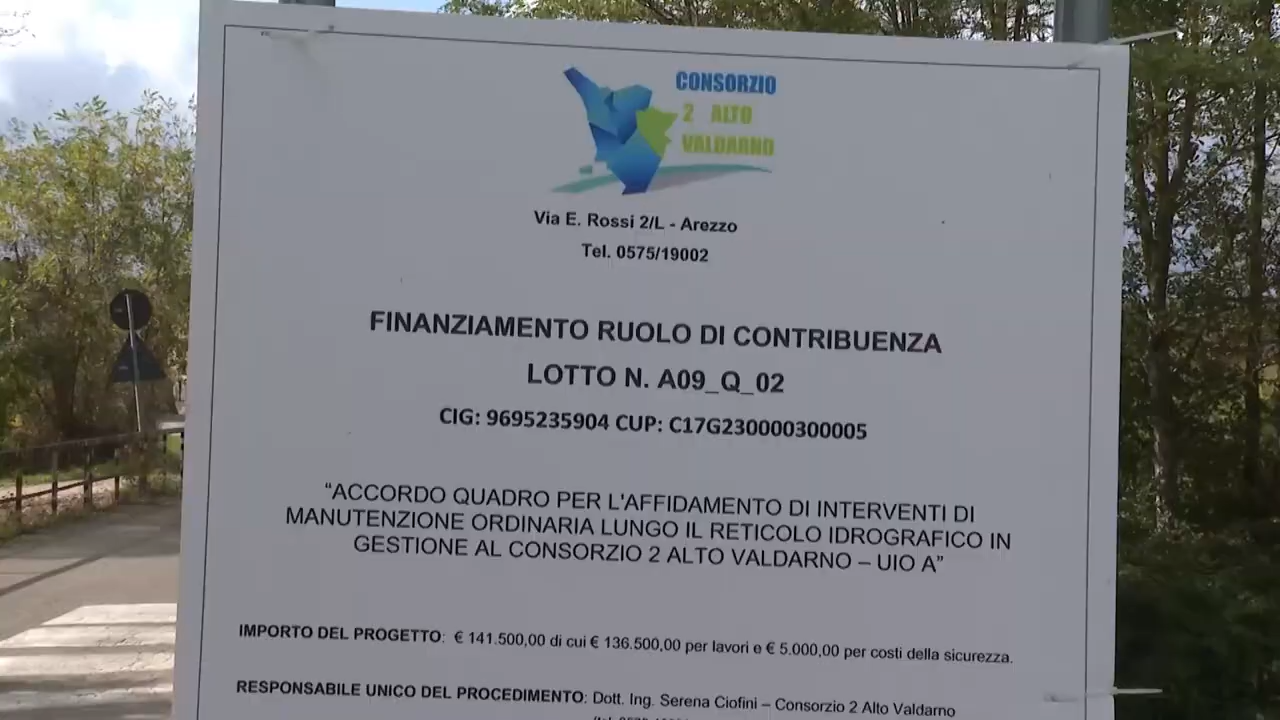 CONSORZIO
2 ALTO
VALDARNO
Via E. Rossi 2/L - Arezzo
Tel. 0575/19002
FINANZIAMENTO RUOLO DI CONTRIBUENZA
LOTTO N. A09_Q_02
CIG: 9695235904 CUP: C17G230000300005
“ACCORDO QUADRO PER L'AFFIDAMENTO DI INTERVENTI DI
MANUTENZIONE ORDINARIA LUNGO IL RETICOLO IDROGRAFICO IN
GESTIONE AL CONSORZIO 2 ALTO VALDARNO – UIO A”
IMPORTO DEL PROGETTO: € 141.500,00 di cui € 136.500,00 per lavori e € 5.000,00 per costi della sicurezza.
RESPONSABILE UNICO DEL PROCEDIMENTO: Dott. Ing. Serena Ciofini – Consorzio 2 Alto Valdarno